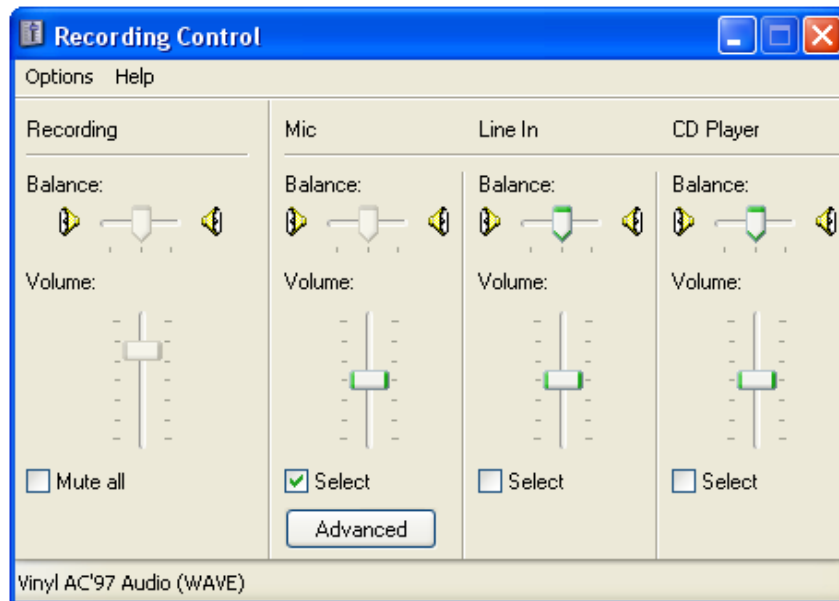 Recording Control
Options Help
Recording Mic Line In CD Player
Balance: Balance: Balance: Balance:
Volume: Volume: Volume: Volume:
Mute all Select Select Select
Advanced
Vinyl AC'97 Audio (WAVE)